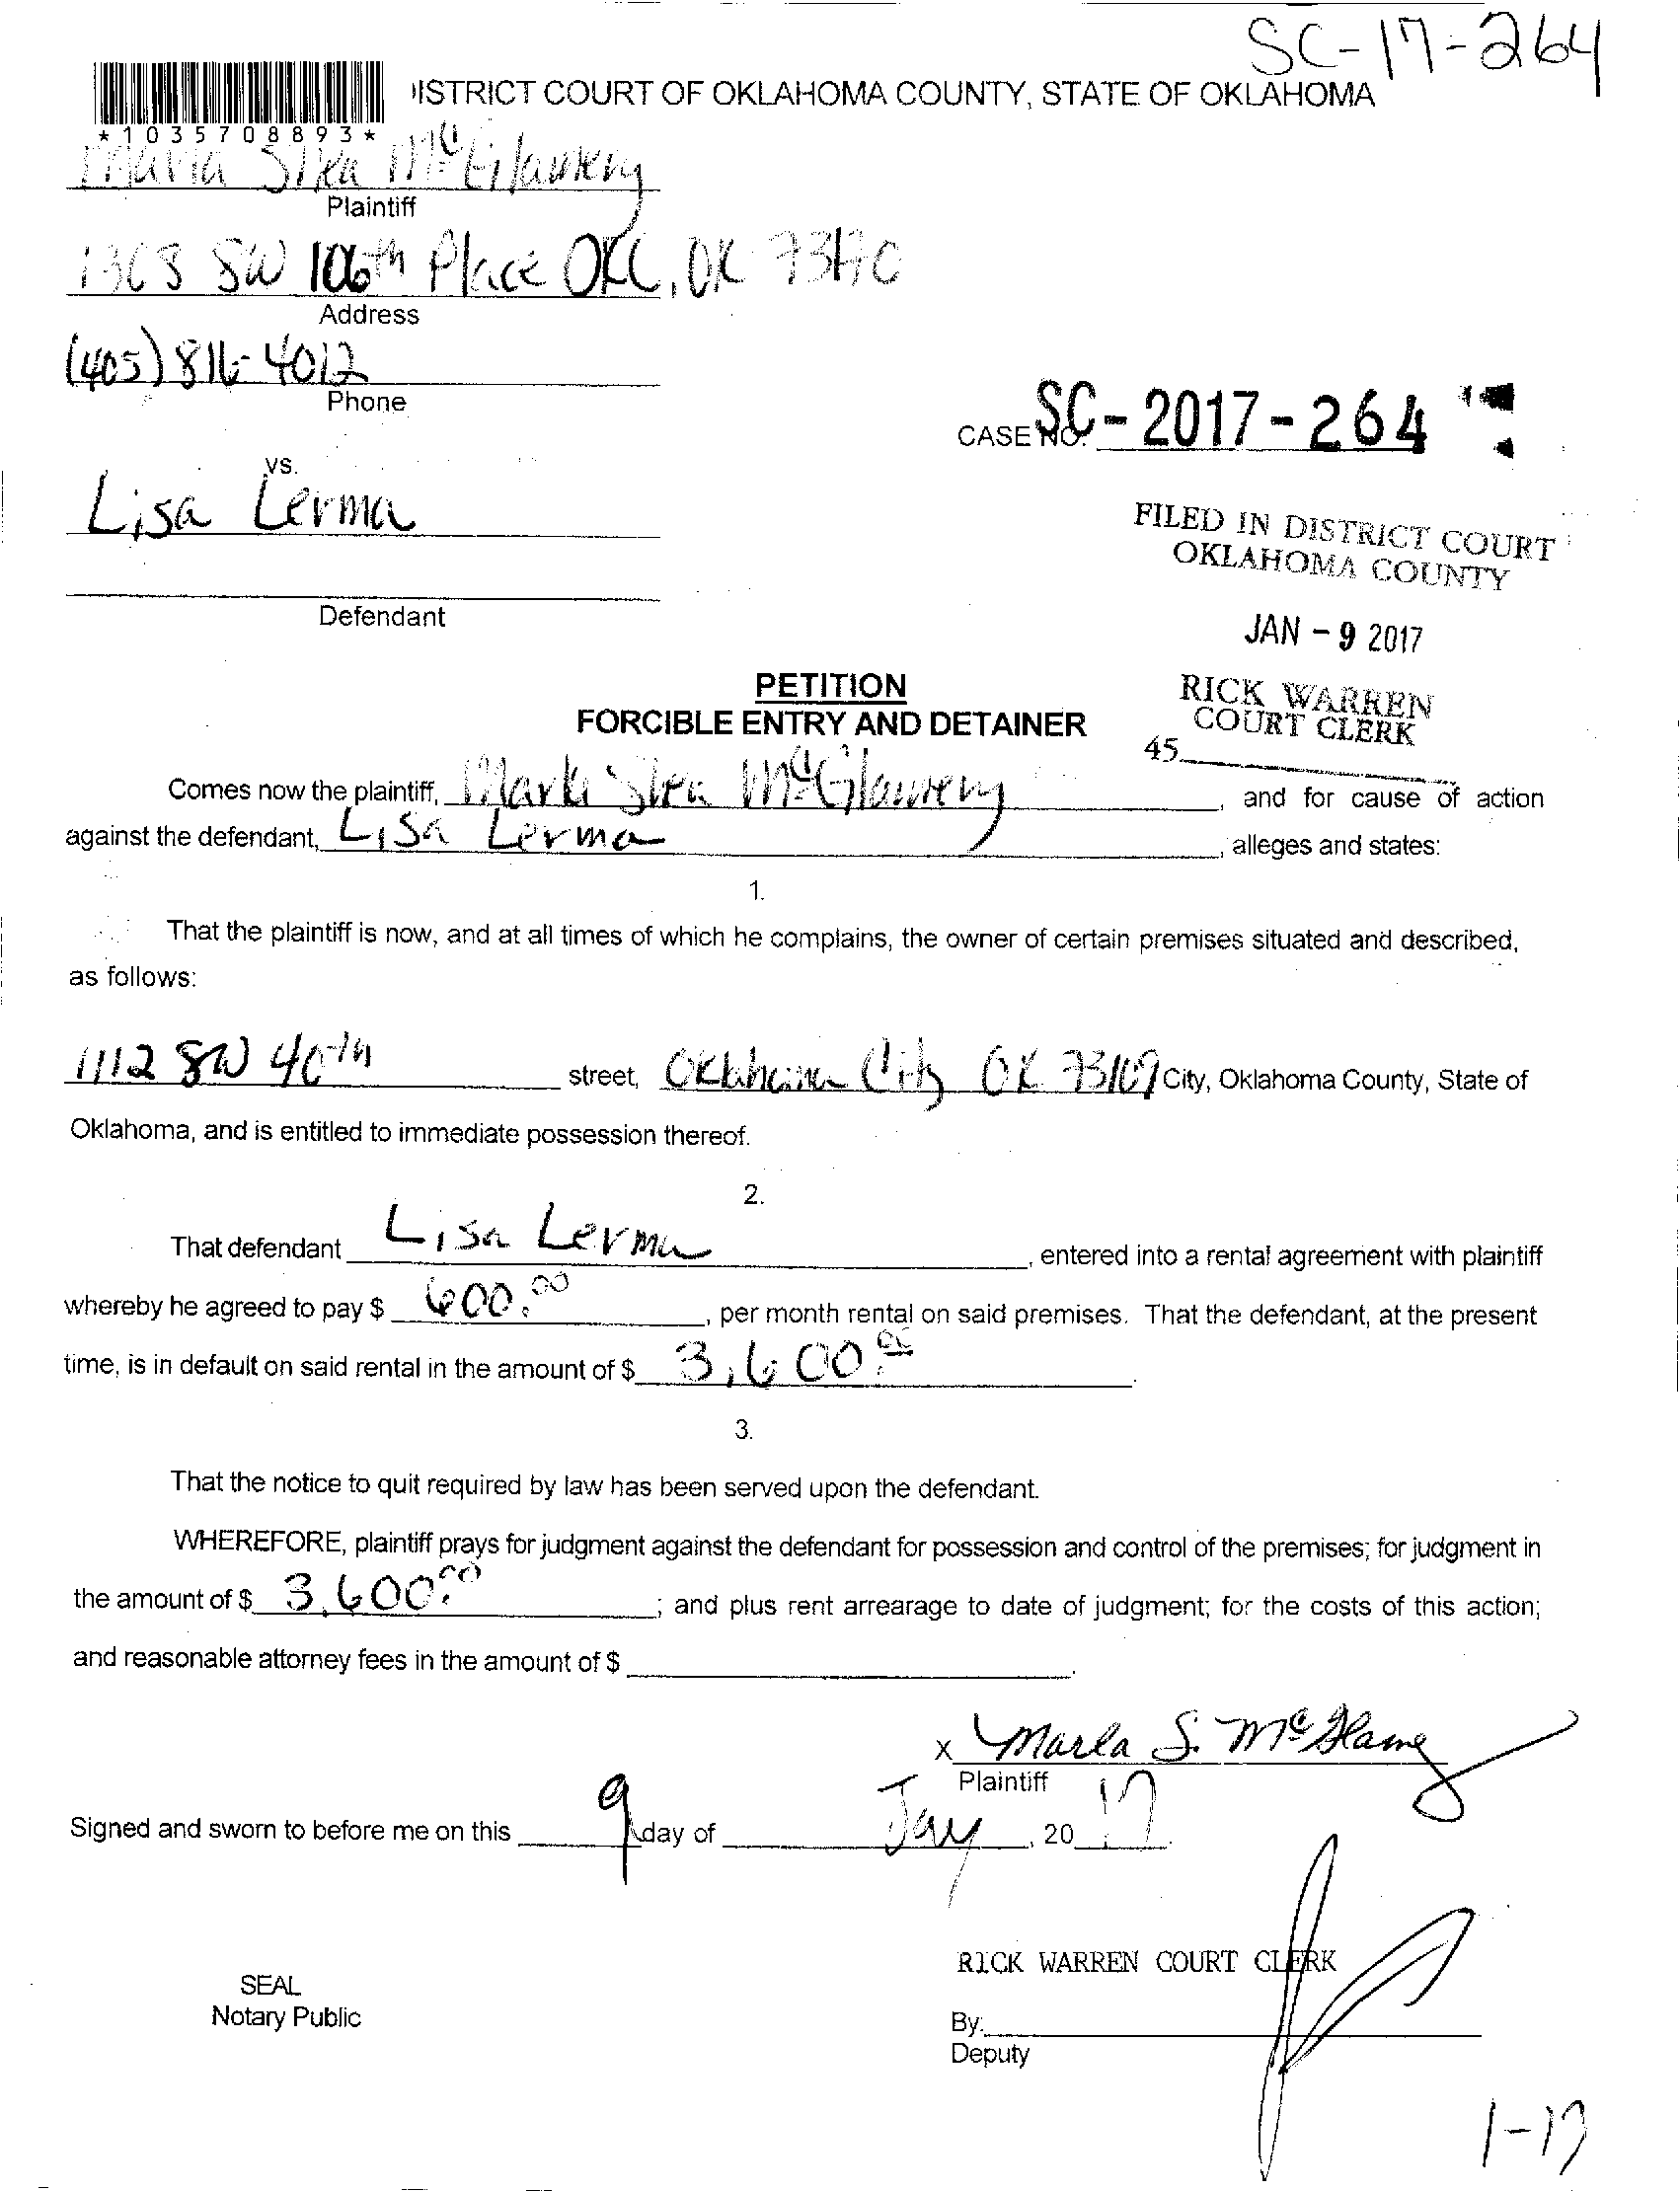 SC-17-264
ISTRICT COURT OF OKLAHOMA COUNTY, STATE OF OKLAHOMA
*1035708893*
Marla Shea McGlamery
Plaintiff
1308 SW 106th Place OKC, OK 73170
Address
(405) 816-4012
Phone
CASE NO. SC-2017-264
vs.
Lisa Lerma
FILED IN DISTRICT COURT
OKLAHOMA COUNTY
Defendant
JAN - 9 2017
PETITION
RICK WARREN
COURT CLERK
FORCIBLE ENTRY AND DETAINER
45
Comes now the plaintiff, Marla Shea McGlamery, and for cause of action
against the defendant, Lisa Lerma, alleges and states:
1.
That the plaintiff is now, and at all times of which he complains, the owner of certain premises situated and described,
as follows:
1112 SW 40th street, Oklahoma City OK 73109 City, Oklahoma County, State of
Oklahoma, and is entitled to immediate possession thereof.
2.
That defendant Lisa Lerma, entered into a rental agreement with plaintiff
whereby he agreed to pay $ 600.00, per month rental on said premises. That the defendant, at the present
time, is in default on said rental in the amount of $ 3,600.00.
3.
That the notice to quit required by law has been served upon the defendant.
WHEREFORE, plaintiff prays for judgment against the defendant for possession and control of the premises; for judgment in
the amount of $ 3,600.00; and plus rent arrearage to date of judgment; for the costs of this action;
and reasonable attorney fees in the amount of $ .
x Marla S. McGlamery
Plaintiff
Signed and sworn to before me on this 9 day of Jan, 2017.
RICK WARREN COURT CLERK
SEAL
Notary Public
By:
Deputy
1-17